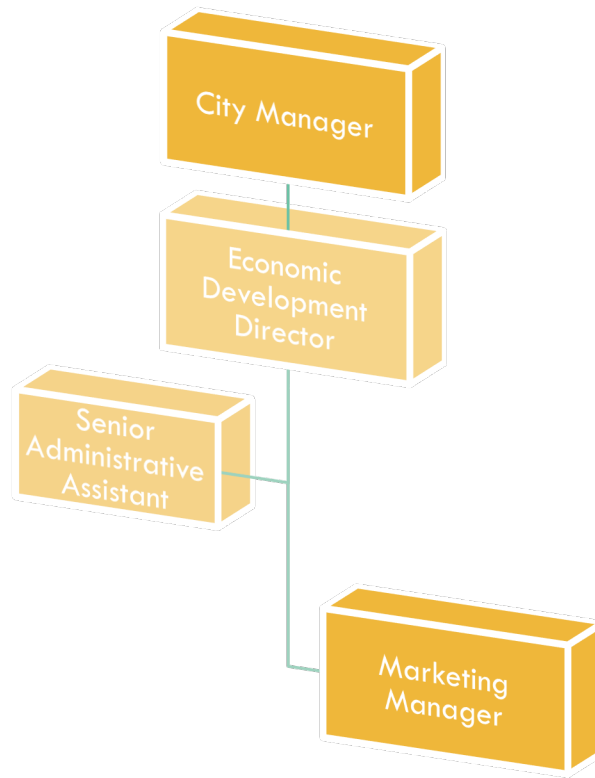 City Manager
Economic
Development
Director
Senior
Administrative
Assistant
Marketing
Manager